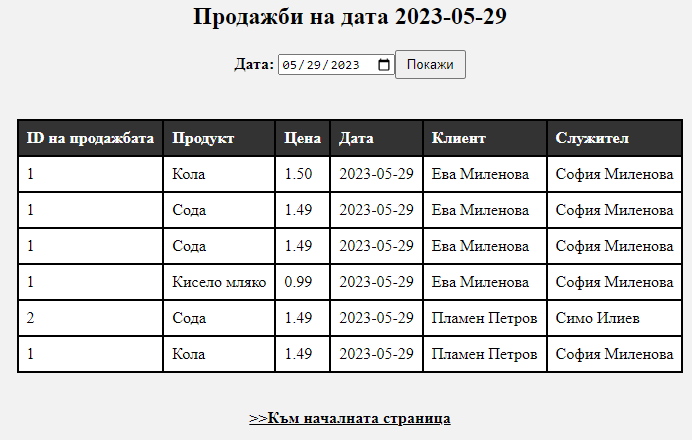 Продажби на дата 2023-05-29
Дата: 05/29/2023 Покажи
ID на продажбата Продукт Цена Дата Клиент Служител
1 Кола 1.50 2023-05-29 Ева Миленова София Миленова
1 Сода 1.49 2023-05-29 Ева Миленова София Миленова
1 Сода 1.49 2023-05-29 Ева Миленова София Миленова
1 Кисело мляко 0.99 2023-05-29 Ева Миленова София Миленова
2 Сода 1.49 2023-05-29 Пламен Петров Симо Илиев
1 Кола 1.49 2023-05-29 Пламен Петров София Миленова
>>Към началната страница